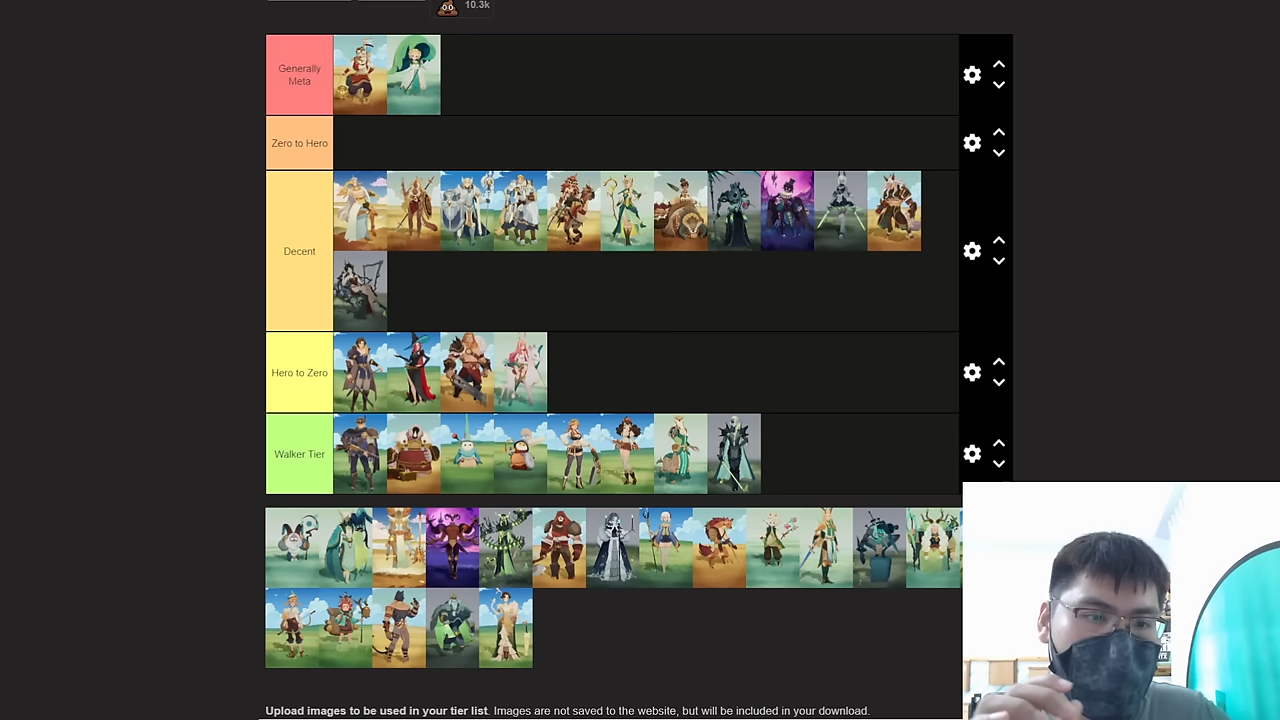 10.3k
Generally
Meta
Zero to Hero
Decent
Hero to Zero
Walker Tier
Upload images to be used in your tier list. Images are not saved to the website, but will be included in your download.